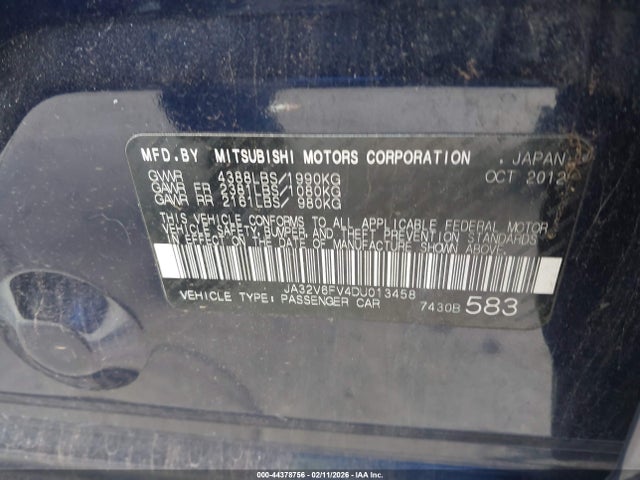 MFD.BY MITSUBISHI MOTORS CORPORATION . JAPAN
GVWR 4388LBS/1990KG OCT 2012
GAWR FR 2381LBS/1080KG
GAWR RR 2161LBS/ 980KG
THIS VEHICLE CONFORMS TO ALL APPLICABLE FEDERAL MOTOR
VEHICLE SAFETY, BUMPER, AND THEFT PREVENTION STANDARDS
IN EFFECT ON THE DATE OF MANUFACTURE SHOWN ABOVE.
JA32V6FV4DU013458
VEHICLE TYPE: PASSENGER CAR 7430B 583
000-44378756 - 02/11/2026 - IAA Inc.